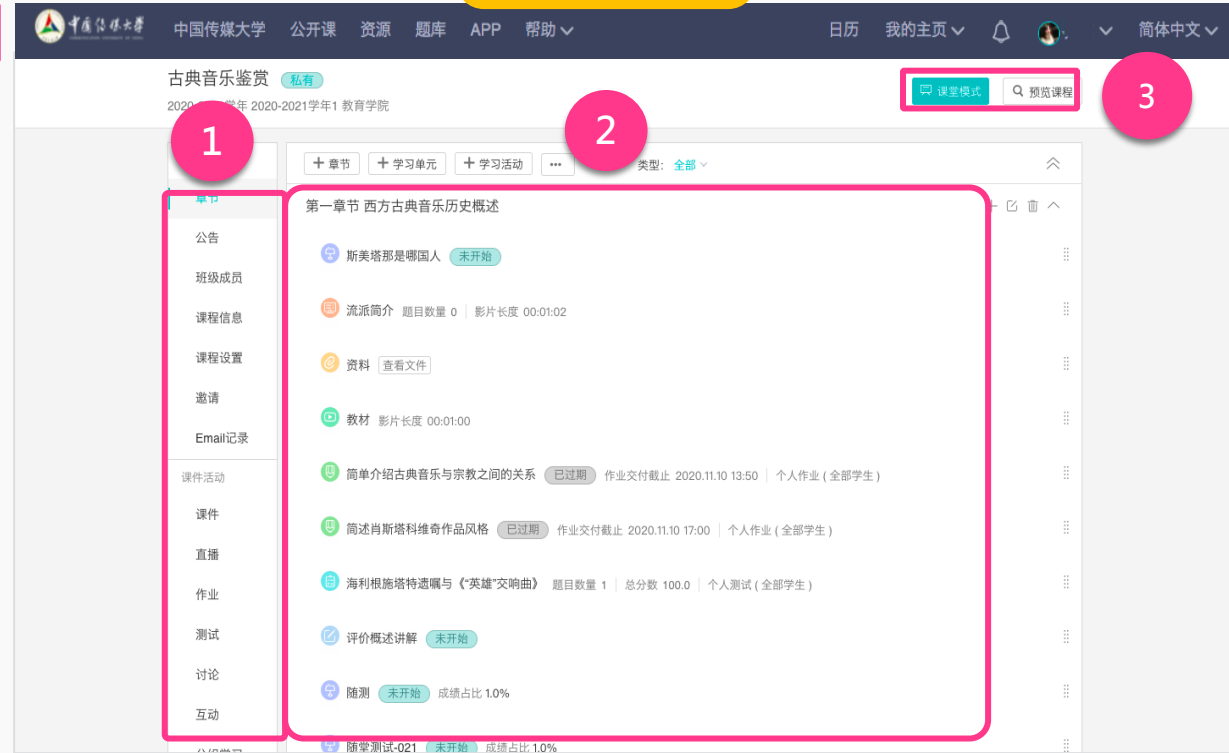 中国传媒大学 中国传媒大学 公开课 资源 题库 APP 帮助 日历 我的主页 简体中文
古典音乐鉴赏 私有 课堂模式 预览课程
学年 2020-2021学年1 教育学院
1
2
3
+ 章节 + 学习单元 + 学习活动 ··· 类型: 全部
章节
公告
班级成员
课程信息
课程设置
邀请
Email记录
课件活动
课件
直播
作业
测试
讨论
互动
第一章节 西方古典音乐历史概述
斯美塔那是哪国人 未开始
流派简介 题目数量 0 影片长度 00:01:02
资料 查看文件
教材 影片长度 00:01:00
简单介绍古典音乐与宗教之间的关系 已过期 作业交付截止 2020.11.10 13:50 个人作业 ( 全部学生 )
简述肖斯塔科维奇作品风格 已过期 作业交付截止 2020.11.10 17:00 个人作业 ( 全部学生 )
海利根施塔特遗嘱与《“英雄”交响曲》 题目数量 1 总分数 100.0 个人测试 ( 全部学生 )
评价概述讲解 未开始
随测 未开始 成绩占比 1.0%
随堂测试-021 未开始 成绩占比 1.0%